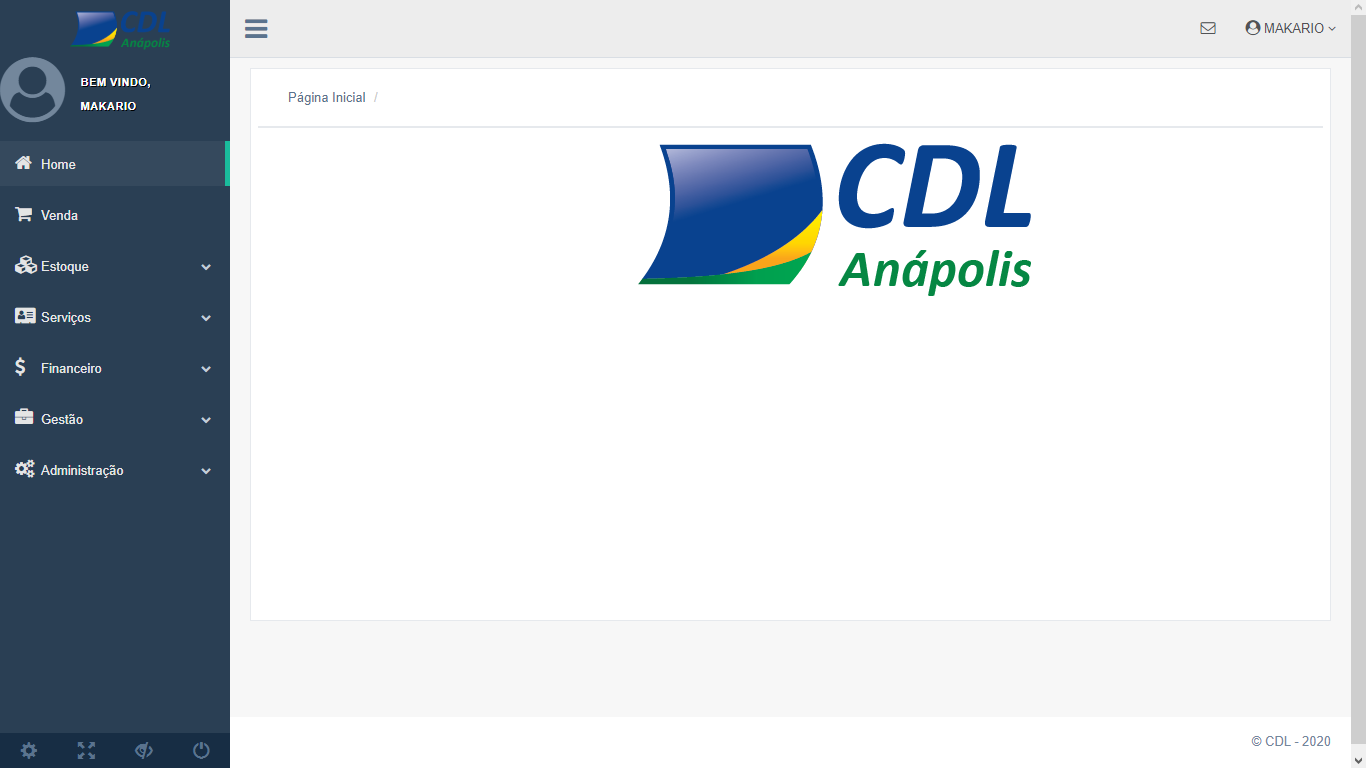 CDL
Anápolis
BEM VINDO,
MAKARIO
Home
Venda
Estoque
Serviços
Financeiro
Gestão
Administração
MAKARIO
Página Inicial /
CDL
Anápolis
© CDL - 2020